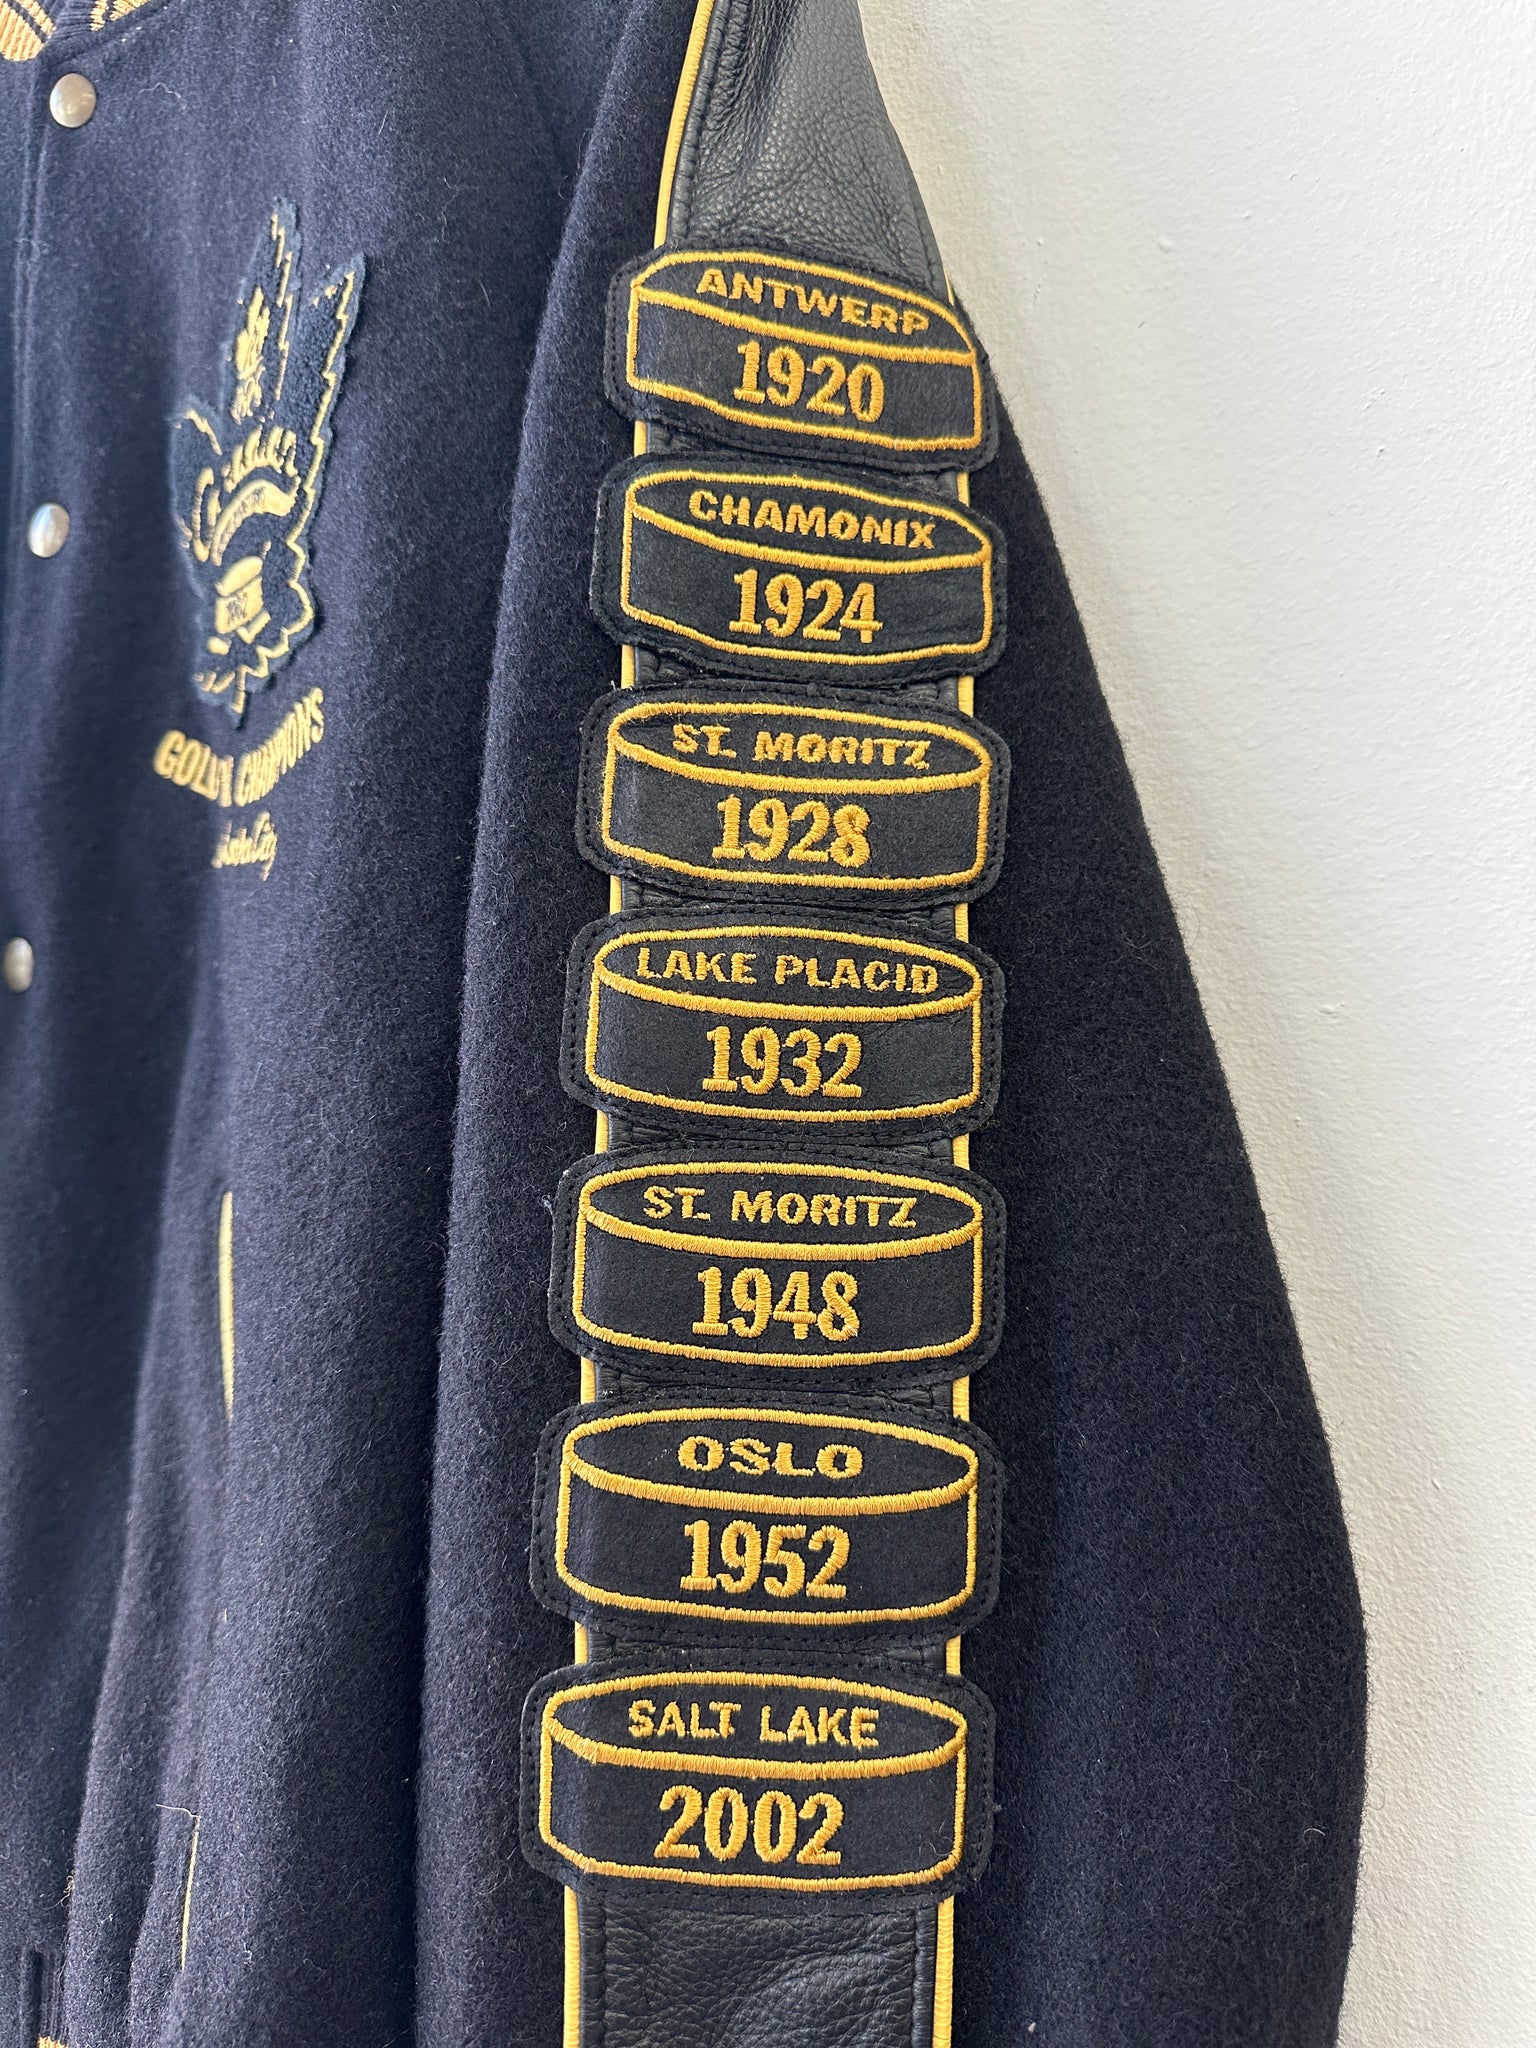 ANTWERP
1920
CHAMONIX
1924
ST. MORITZ
1928
LAKE PLACID
1932
ST. MORITZ
1948
OSLO
1952
SALT LAKE
2002
CHAMPIONS